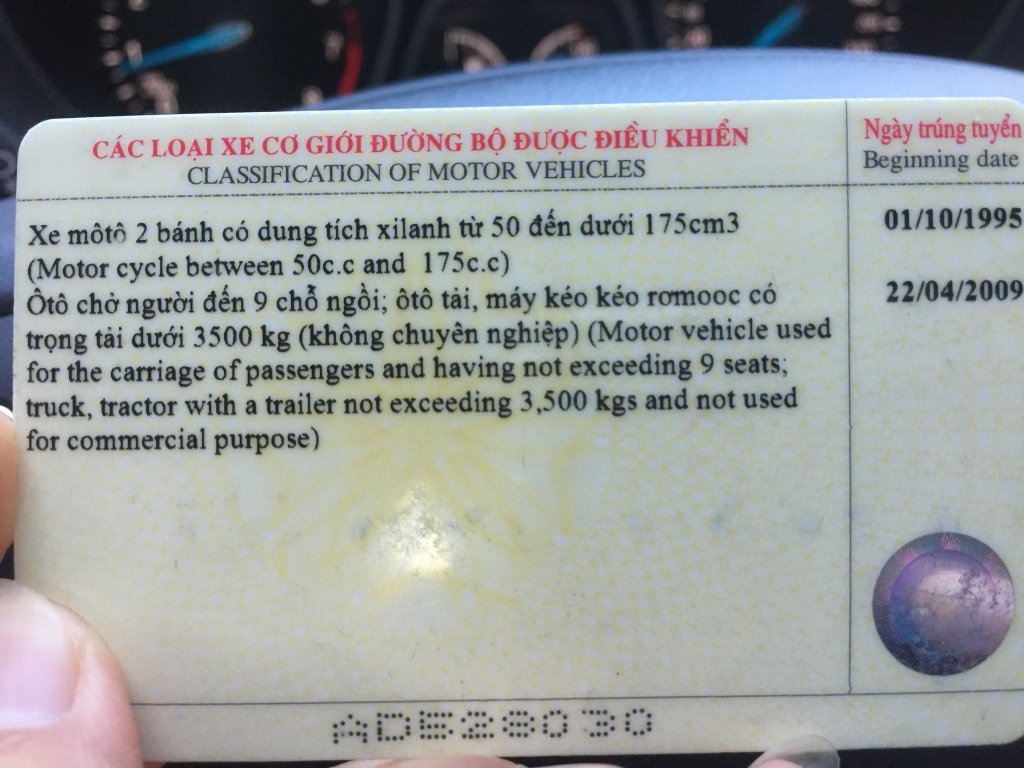 CÁC LOẠI XE CƠ GIỚI ĐƯỜNG BỘ ĐƯỢC ĐIỀU KHIỂN
CLASSIFICATION OF MOTOR VEHICLES
Ngày trúng tuyển
Beginning date
Xe môtô 2 bánh có dung tích xilanh từ 50 đến dưới 175cm3
(Motor cycle between 50c.c and 175c.c)
01/10/1995
Ôtô chở người đến 9 chỗ ngồi; ôtô tải, máy kéo kéo rơmooc có
trọng tải dưới 3500 kg (không chuyên nghiệp) (Motor vehicle used
for the carriage of passengers and having not exceeding 9 seats;
truck, tractor with a trailer not exceeding 3,500 kgs and not used
for commercial purpose)
22/04/2009
ADE28030